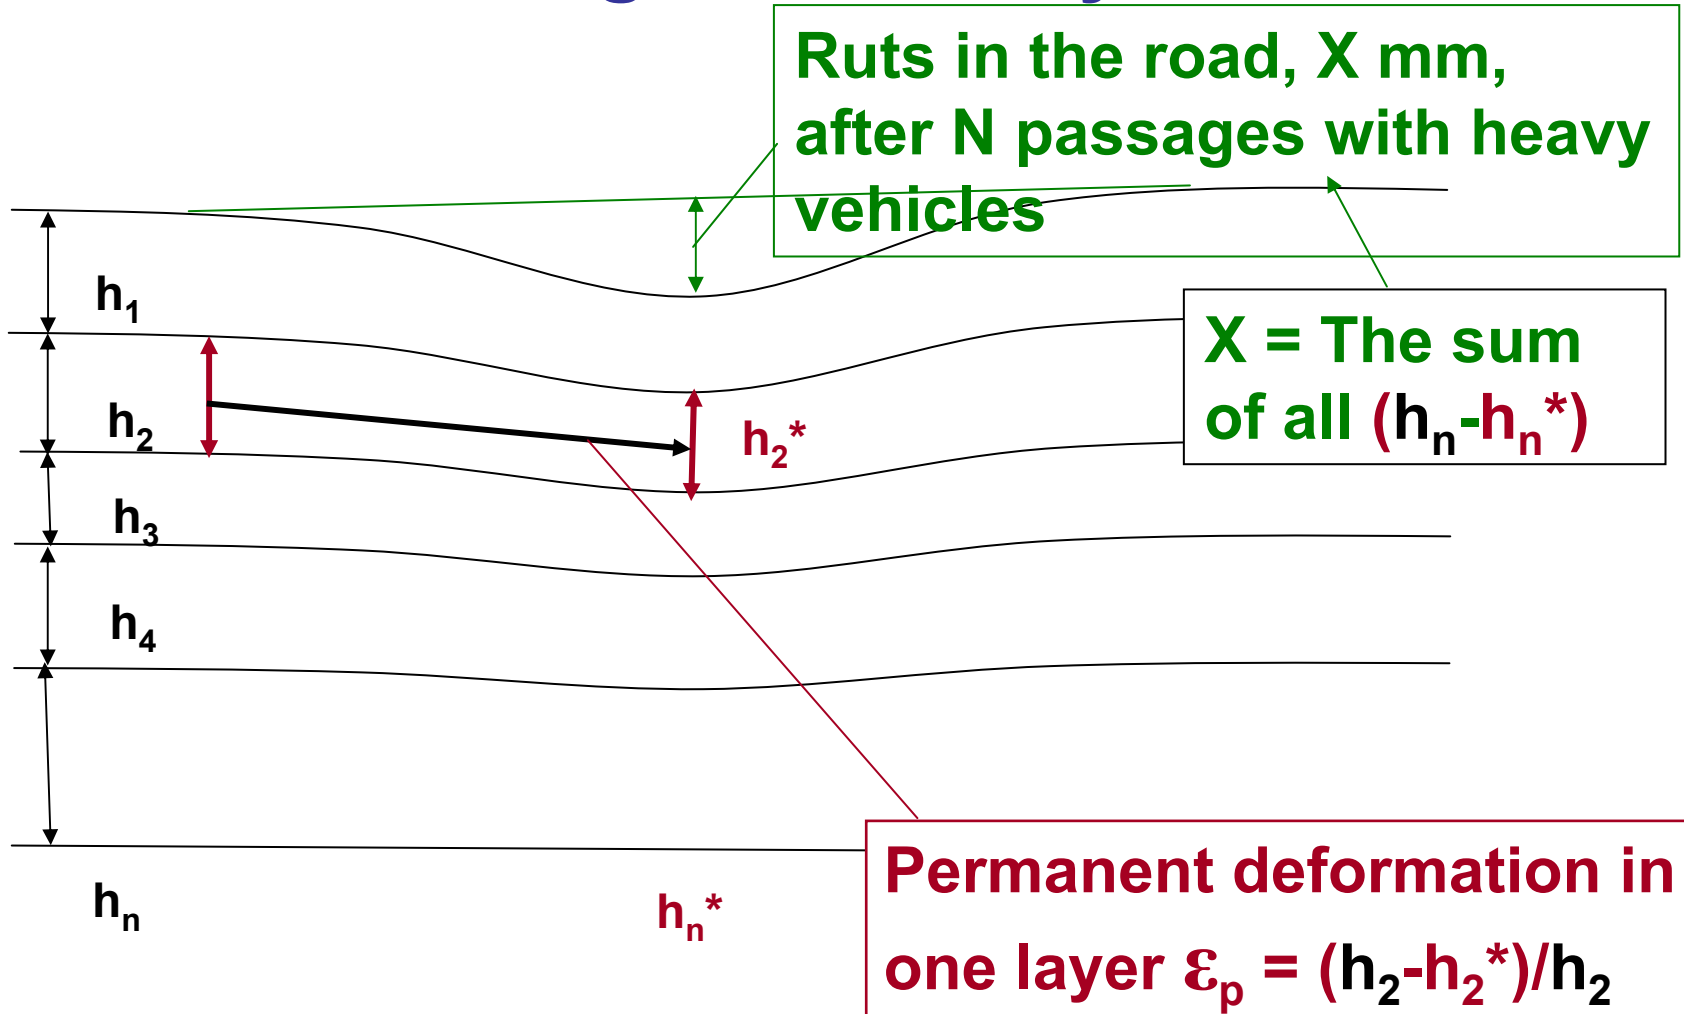 Ruts in the road, X mm,
after N passages with heavy
vehicles
h₁
X = The sum
of all (hₙ-hₙ*)
h₂
h₂*
h₃
h₄
hₙ
hₙ*
Permanent deformation in
one layer εₚ = (h₂-h₂*)/h₂